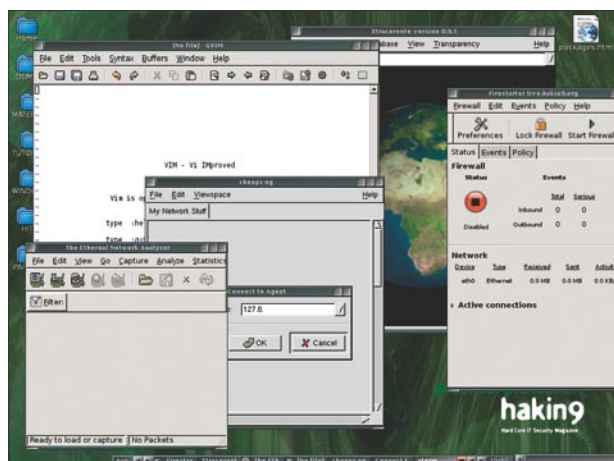 Xtraceroute version 0.9.1
[No File] - GVIM
File Edit Tools Syntax Buffers Window Help
View Transparency Help
packages.html
VIM - Vi IMproved
Vim is
type
type
cheops-ng
File Edit Viewspace Help
My Network Stuff
Connect to Agent
127.0.
OK Cancel
The Ethereal Network Analyzer
File Edit View Go Capture Analyze Statistics
Filter:
Ready to load or capture No Packets
Firestarter live.haking.org
Firewall Edit Events Policy Help
Preferences Lock Firewall Start Firewall
Status Events Policy
Firewall
Status Events
Total Serious
Inbound 0 0
Disabled Outbound 0 0
Network
Device Type Received Sent Activity
eth0 Ethernet 0.0 MB 0.0 MB 0.0 KB
Active connections
hakin9
Hard Core IT Security Magazine